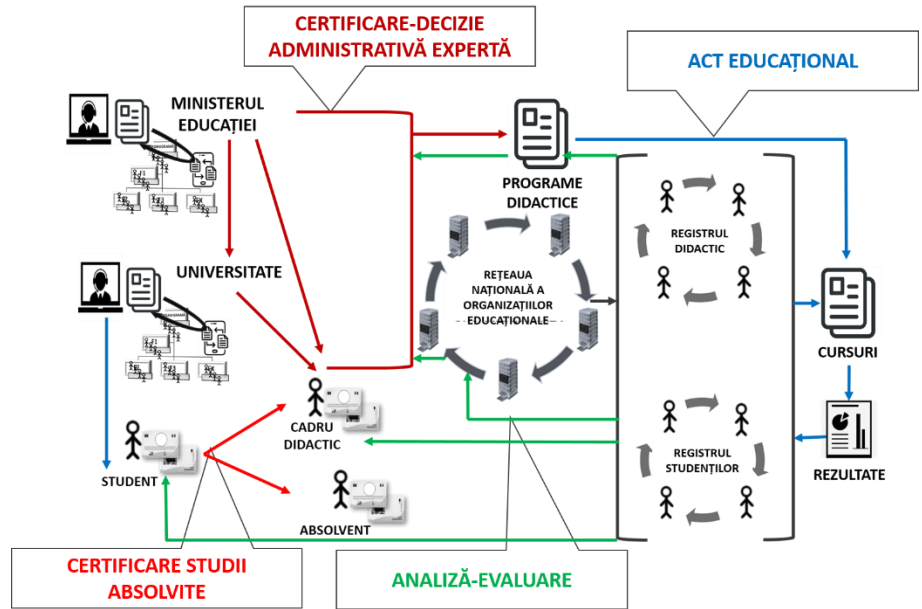 CERTIFICARE-DECIZIE
ADMINISTRATIVĂ EXPERTĂ
ACT EDUCAȚIONAL
MINISTERUL
EDUCAȚIEI
PROGRAME
DIDACTICE
REGISTRUL
DIDACTIC
UNIVERSITATE
REȚEAUA
NAȚIONALĂ A
ORGANIZAȚIILOR
EDUCAȚIONALE
CURSURI
CADRU
DIDACTIC
REGISTRUL
STUDENȚILOR
STUDENT
REZULTATE
ABSOLVENT
CERTIFICARE STUDII
ABSOLVITE
ANALIZĂ-EVALUARE